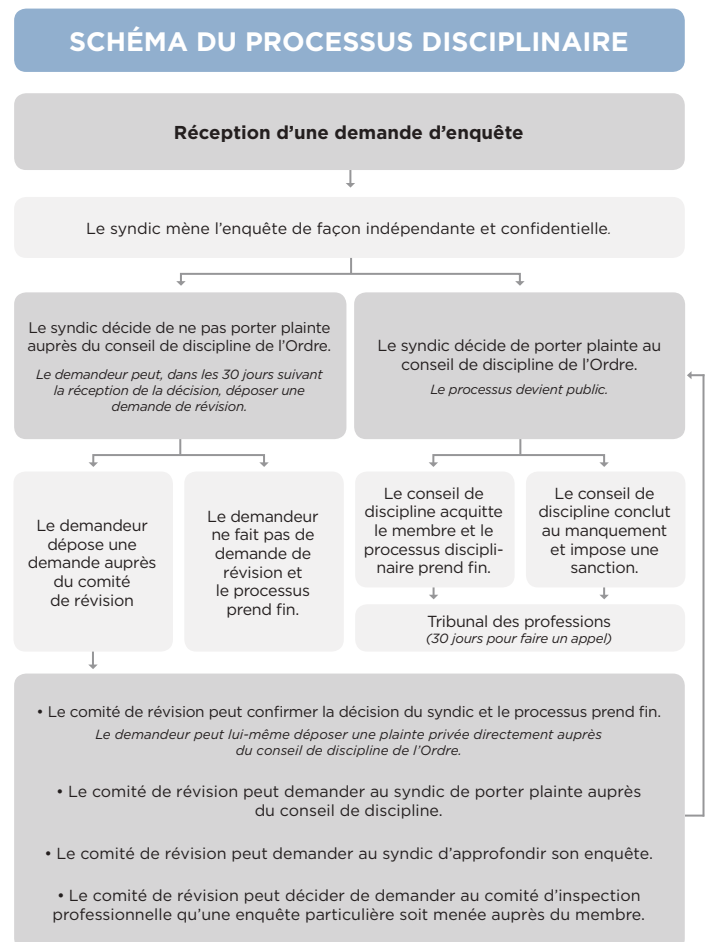 SCHÉMA DU PROCESSUS DISCIPLINAIRE
Réception d'une demande d'enquête
Le syndic mène l'enquête de façon indépendante et confidentielle.
Le syndic décide de ne pas porter plainte
auprès du conseil de discipline de l'Ordre.
Le demandeur peut, dans les 30 jours suivant
la réception de la décision, déposer une
demande de révision.
Le syndic décide de porter plainte au
conseil de discipline de l'Ordre.
Le processus devient public.
Le demandeur
dépose une
demande auprès
du comité
de révision
Le demandeur
ne fait pas de
demande de
révision et
le processus
prend fin.
Le conseil de
discipline acquitte
le membre et le
processus discipli-
naire prend fin.
Le conseil de
discipline conclut
au manquement
et impose une
sanction.
Tribunal des professions
(30 jours pour faire un appel)
• Le comité de révision peut confirmer la décision du syndic et le processus prend fin.
Le demandeur peut lui-même déposer une plainte privée directement auprès
du conseil de discipline de l'Ordre.
• Le comité de révision peut demander au syndic de porter plainte auprès
du conseil de discipline.
• Le comité de révision peut demander au syndic d'approfondir son enquête.
• Le comité de révision peut décider de demander au comité d'inspection
professionnelle qu'une enquête particulière soit menée auprès du membre.